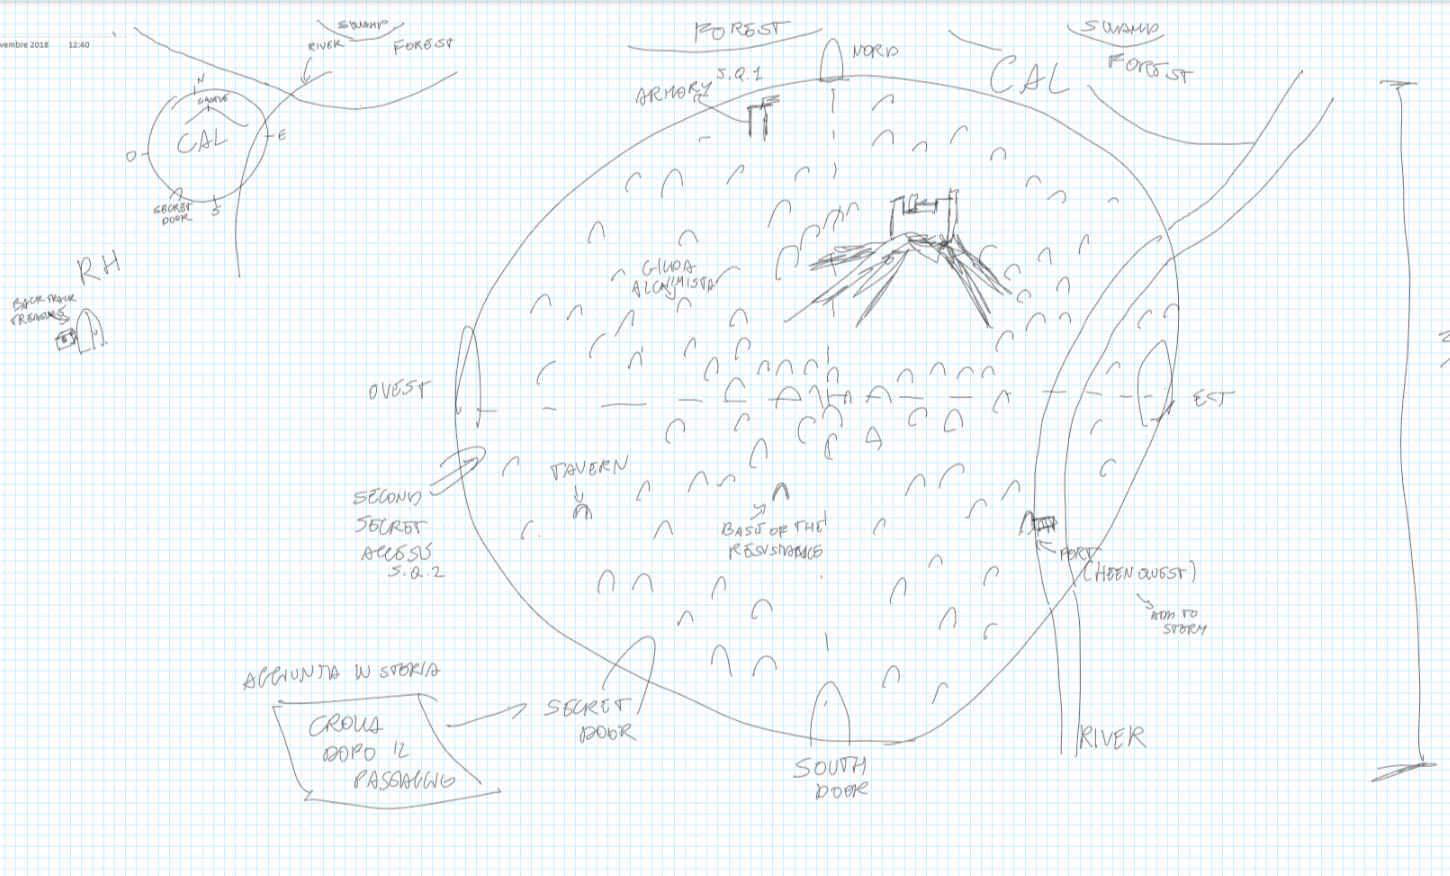 vembre 2018 12:40
SWAMP
RIVER
FOREST
N
CASTLE
CAL
O
E
S
SECRET
DOOR
RH
BACKTRACK
TREASURE
FOREST
NORD
S.Q.1
ARMORY
SWAMP
FOREST
CAL
GILDA
ALCHIMISTA
OVEST
EST
TAVERN
SECOND
SECRET
ACCESS
S.Q.2
BASE OF THE
RESISTANCE
PORT
(HEEN QUEST)
ADD TO
STORY
AGGIUNTA IN STORIA
CROLLA
DOPO IL
PASSAGGIO
SECRET
DOOR
SOUTH
DOOR
RIVER